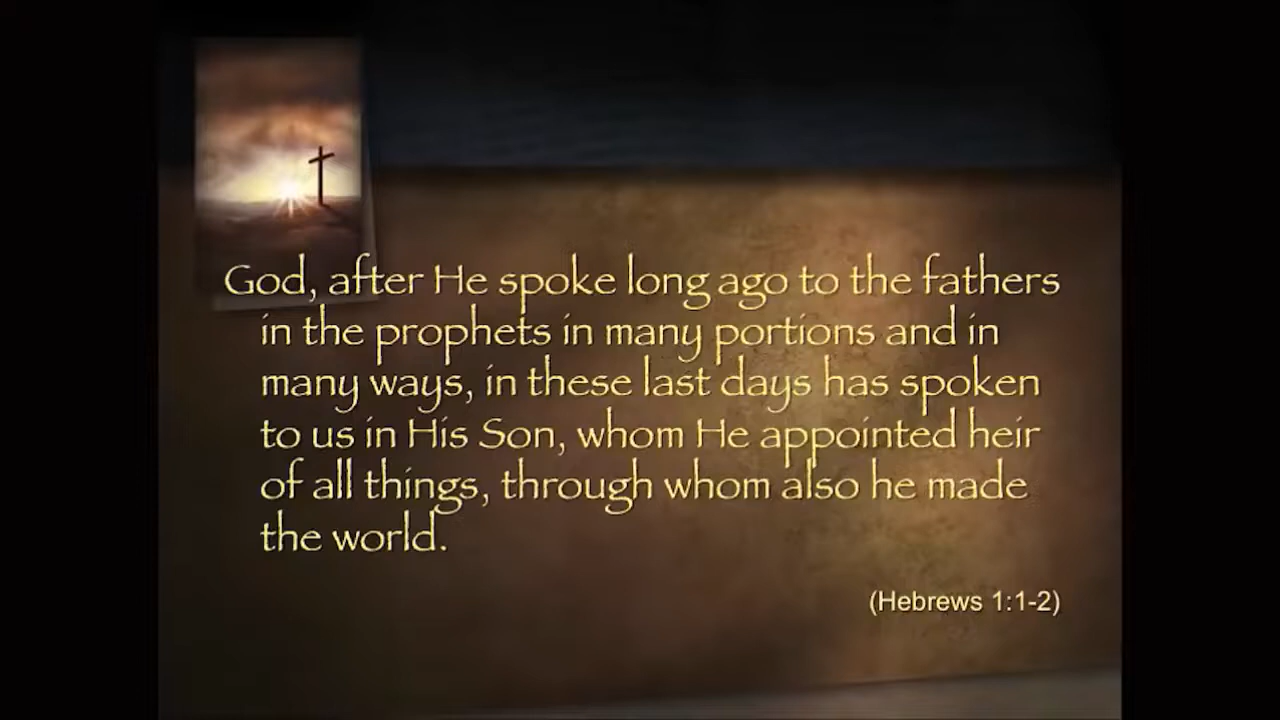 God, after He spoke long ago to the fathers
in the prophets in many portions and in
many ways, in these last days has spoken
to us in His Son, whom He appointed heir
of all things, through whom also he made
the world.
(Hebrews 1:1-2)